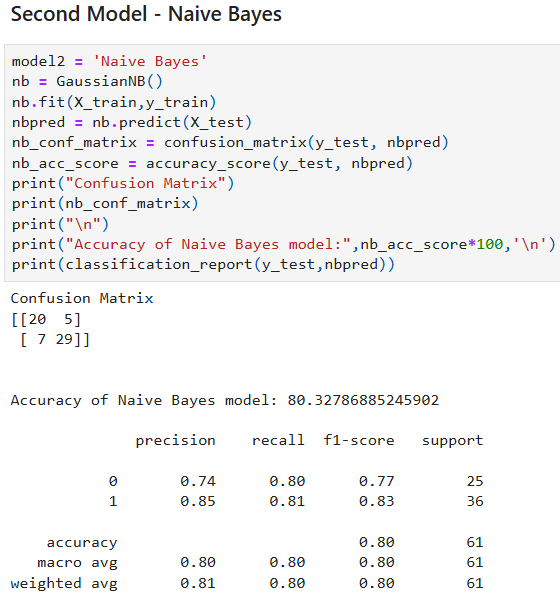 Second Model - Naive Bayes
model2 = 'Naive Bayes'
nb = GaussianNB()
nb.fit(X_train,y_train)
nbpred = nb.predict(X_test)
nb_conf_matrix = confusion_matrix(y_test, nbpred)
nb_acc_score = accuracy_score(y_test, nbpred)
print("Confusion Matrix")
print(nb_conf_matrix)
print("\n")
print("Accuracy of Naive Bayes model:",nb_acc_score*100,'\n')
print(classification_report(y_test,nbpred))
Confusion Matrix
[[20  5]
 [ 7 29]]
Accuracy of Naive Bayes model: 80.32786885245902
precision    recall  f1-score   support
0       0.74      0.80      0.77        25
1       0.85      0.81      0.83        36
accuracy                           0.80        61
macro avg       0.80      0.80      0.80        61
weighted avg       0.81      0.80      0.80        61